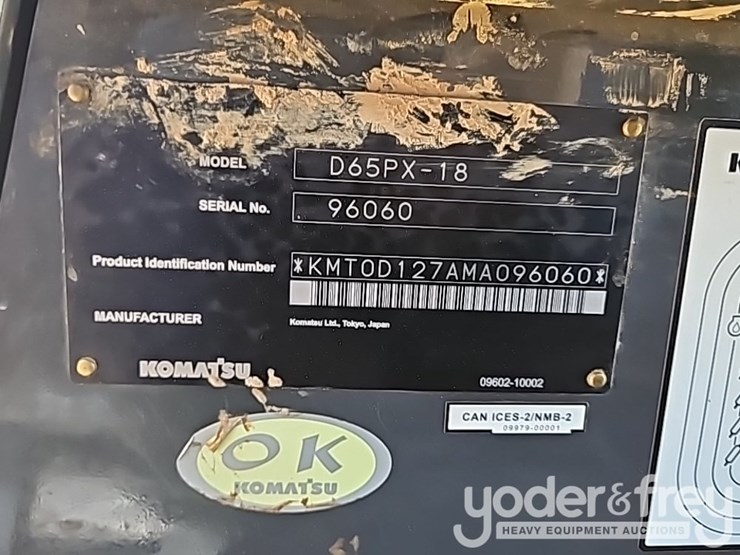 MODEL D65PX-18
SERIAL No. 96060
Product Identification Number *KMT0D127AMA096060*
MANUFACTURER Komatsu Ltd., Tokyo, Japan
KOMATSU 09602-10002
CAN ICES-2/NMB-2
09979-00001
OK
KOMATSU
yoder&frey
HEAVY EQUIPMENT AUCTIONS